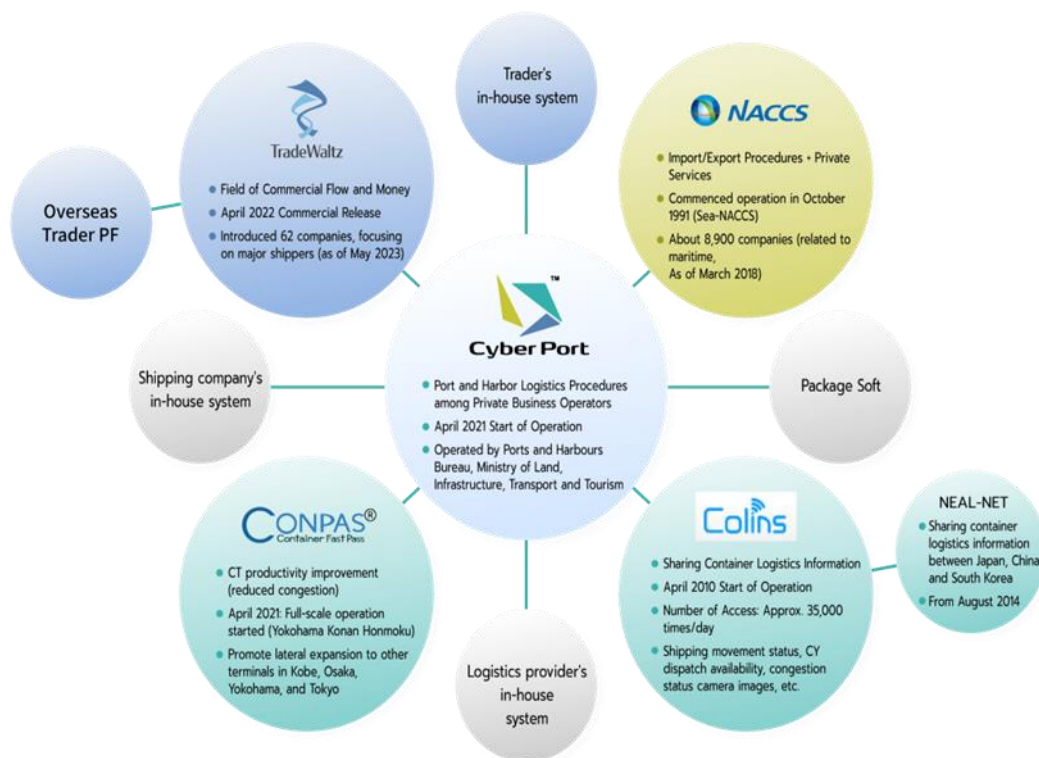 Trader's
in-house system
TradeWaltz
Field of Commercial Flow and Money
April 2022 Commercial Release
Introduced 62 companies, focusing
on major shippers (as of May 2023)
NACCS
Import/Export Procedures • Private
Services
Commenced operation in October
1991 (Sea-NACCS)
About 8,900 companies (related to
maritime,
As of March 2018)
Overseas
Trader PF
Cyber Port™
Port and Harbor Logistics Procedures
among Private Business Operators
April 2021 Start of Operation
Operated by Ports and Harbours
Bureau, Ministry of Land,
Infrastructure, Transport and Tourism
Shipping company's
in-house system
Package Soft
CONPAS®
Container Fast Pass
CT productivity improvement
(reduced congestion)
April 2021: Full-scale operation
started (Yokohama Konan Honmoku)
Promote lateral expansion to other
terminals in Kobe, Osaka,
Yokohama, and Tokyo
Colins
Sharing Container Logistics Information
April 2010 Start of Operation
Number of Access: Approx. 35,000
times/day
Shipping movement status, CY
dispatch availability, congestion
status camera images, etc.
NEAL-NET
Sharing container
logistics information
between Japan, China
and South Korea
From August 2014
Logistics provider's
in-house
system